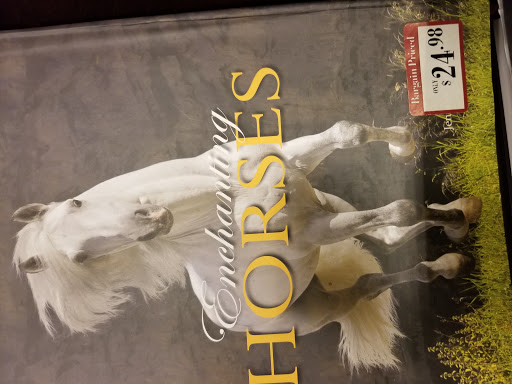 Enchanting
HORSES
Bargain Priced
ONLY
$24.98